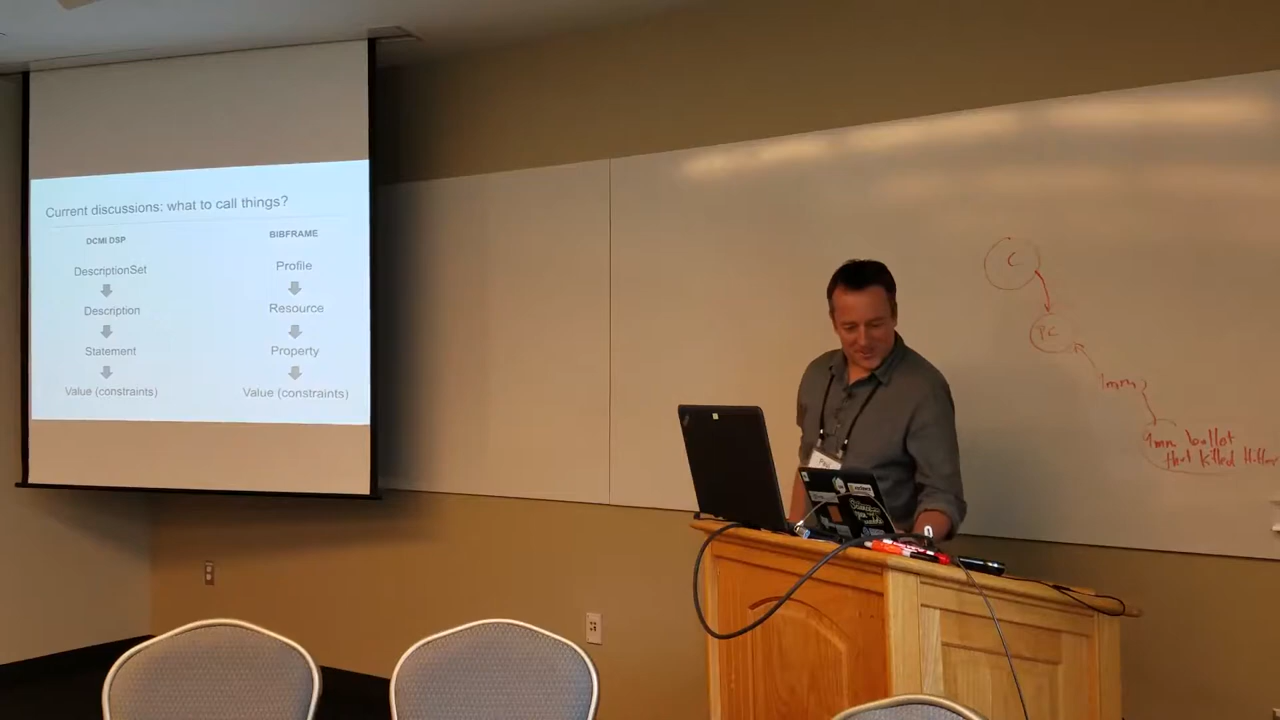 Current discussions: what to call things?
DCMI DSP
DescriptionSet
Description
Statement
Value (constraints)
BIBFRAME
Profile
Resource
Property
Value (constraints)
C
PC
9mm bullet
that killed Hitler